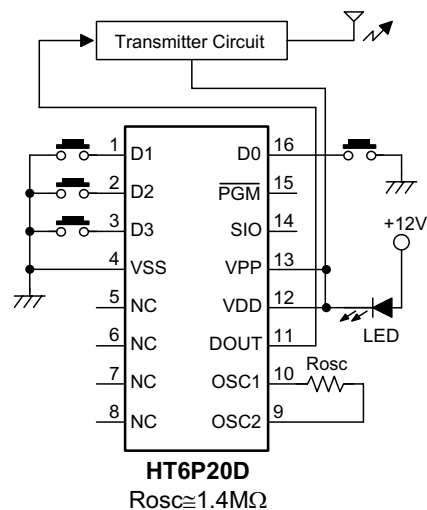 Transmitter Circuit
1 D1 D0 16
2 D2 P̅G̅M̅ 15
3 D3 SIO 14
4 VSS VPP 13
5 NC VDD 12
6 NC DOUT 11
7 NC OSC1 10
8 NC OSC2 9
+12V
LED
Rosc
HT6P20D
Rosc≅1.4MΩ